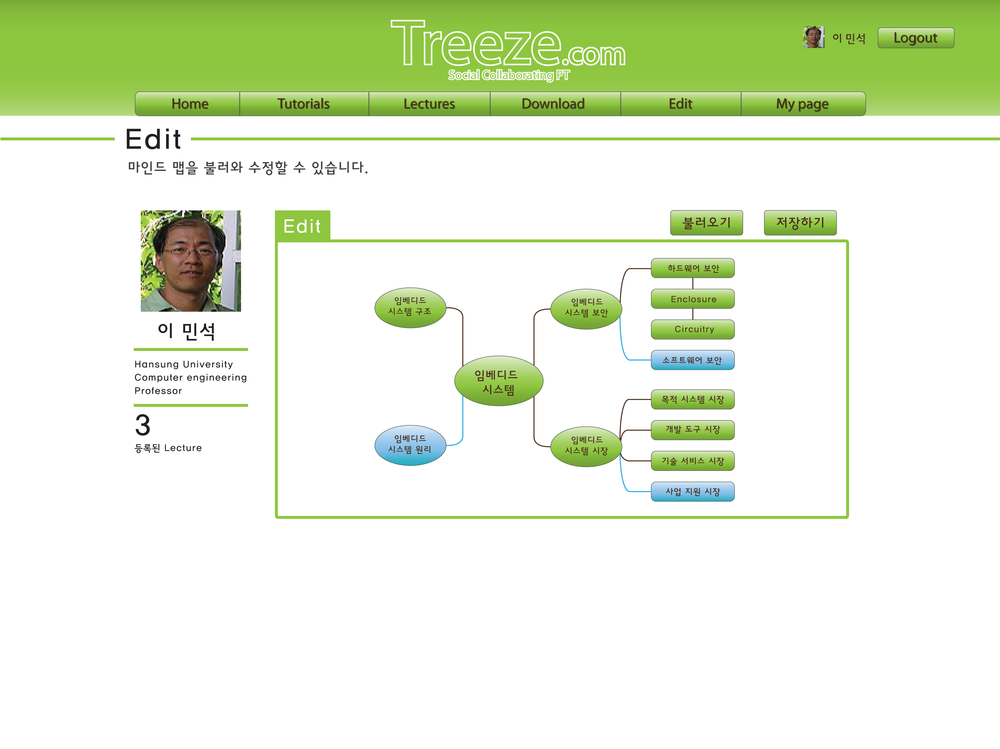 Treeze.com
Social Collaborating PT
이 민석
Logout
Home
Tutorials
Lectures
Download
Edit
My page
Edit
마인드 맵을 불러와 수정할 수 있습니다.
이 민석
Hansung University
Computer engineering
Professor
3
등록된 Lecture
Edit
불러오기
저장하기
임베디드
시스템 구조
임베디드
시스템 원리
임베디드
시스템
임베디드
시스템 보안
하드웨어 보안
Enclosure
Circuitry
소프트웨어 보안
임베디드
시스템 시장
목적 시스템 시장
개발 도구 시장
기술 서비스 시장
사업 지원 시장